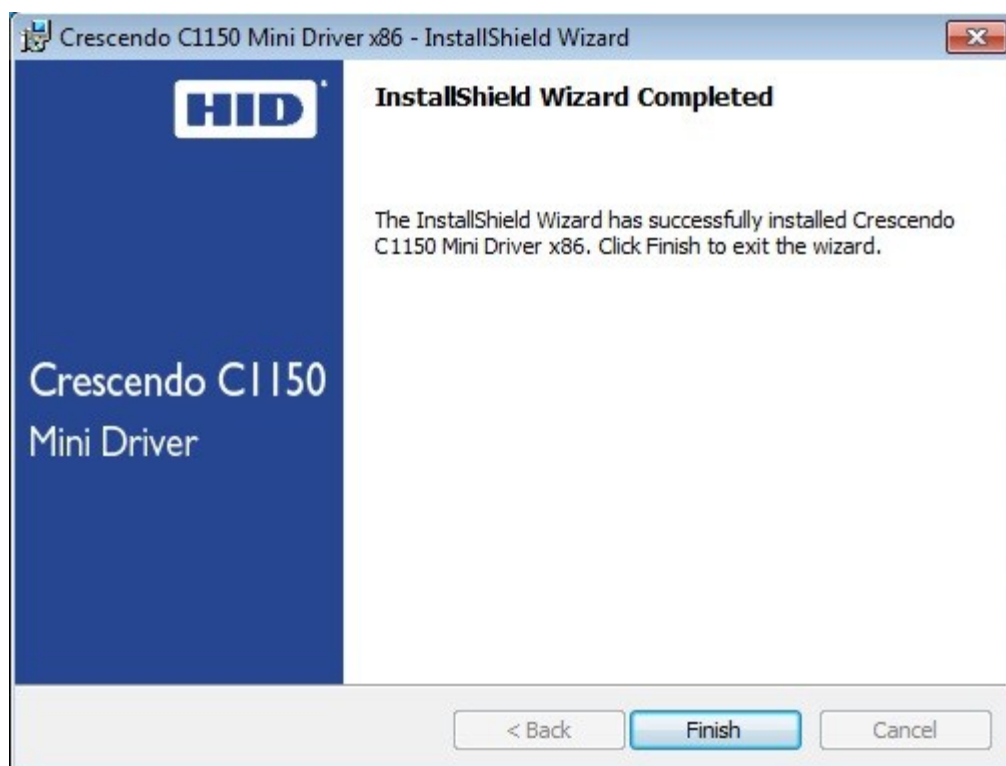 Crescendo C1150 Mini Driver x86 - InstallShield Wizard
HID
InstallShield Wizard Completed
The InstallShield Wizard has successfully installed Crescendo
C1150 Mini Driver x86. Click Finish to exit the wizard.
Crescendo C1150
Mini Driver
< Back
Finish
Cancel